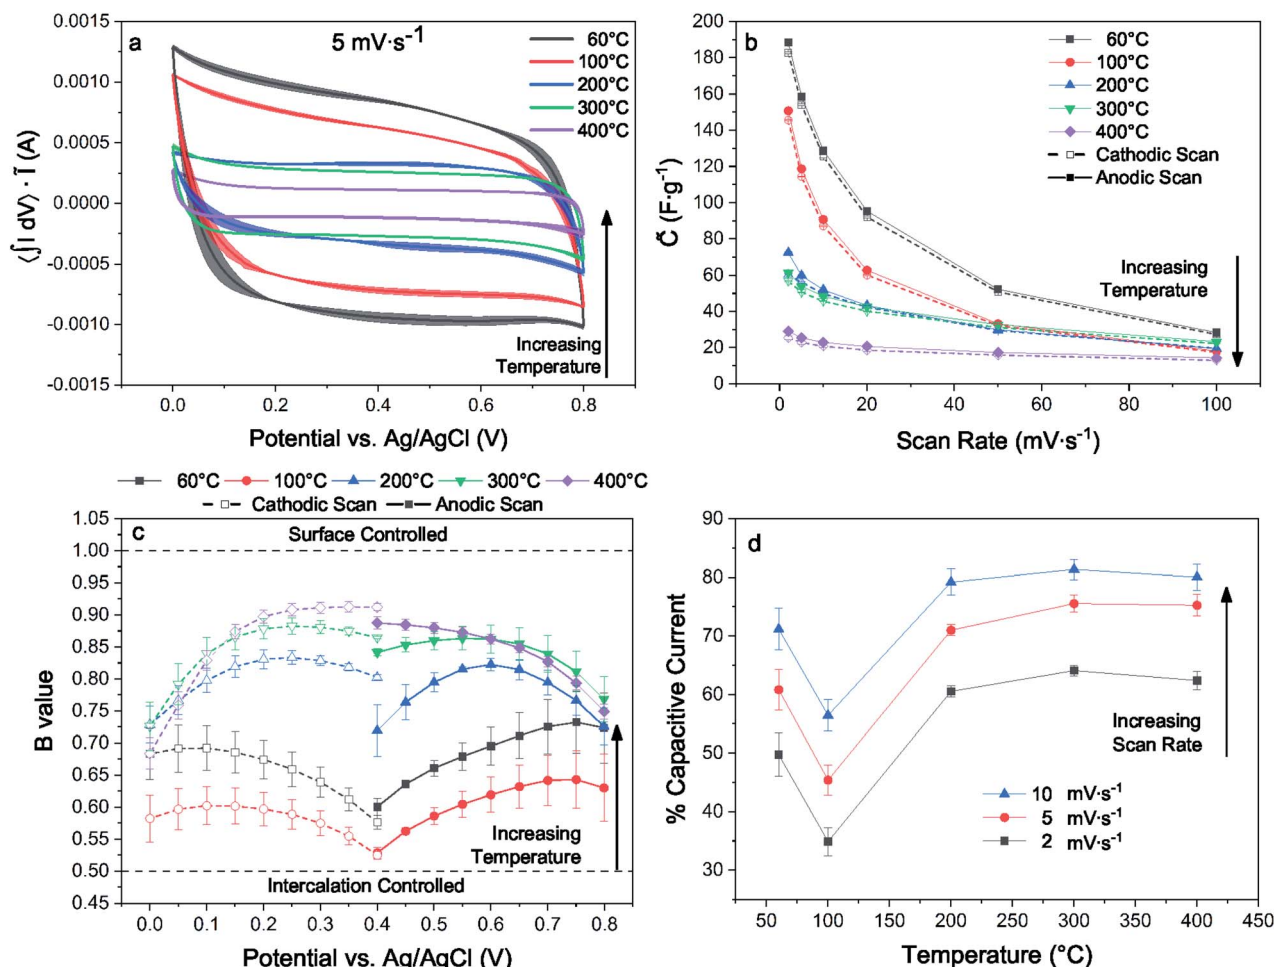 a
5 mV·s⁻¹
60°C
100°C
200°C
300°C
400°C
Increasing
Temperature
0.0015
0.0010
0.0005
0.0000
-0.0005
-0.0010
-0.0015
0.0 0.2 0.4 0.6 0.8
⟨∫I dV⟩ · Ī (A)
Potential vs. Ag/AgCl (V)
b
60°C
100°C
200°C
300°C
400°C
Cathodic Scan
Anodic Scan
Increasing
Temperature
200
180
160
140
120
100
80
60
40
20
0
0 20 40 60 80 100
C̃ (F·g⁻¹)
Scan Rate (mV·s⁻¹)
60°C 100°C 200°C 300°C 400°C
Cathodic Scan Anodic Scan
c
Surface Controlled
Increasing
Temperature
Intercalation Controlled
1.05
1.00
0.95
0.90
0.85
0.80
0.75
0.70
0.65
0.60
0.55
0.50
0.45
0.0 0.1 0.2 0.3 0.4 0.5 0.6 0.7 0.8
B value
Potential vs. Ag/AgCl (V)
d
Increasing
Scan Rate
10 mV·s⁻¹
5 mV·s⁻¹
2 mV·s⁻¹
90
80
70
60
50
40
30
50 100 150 200 250 300 350 400 450
% Capacitive Current
Temperature (°C)